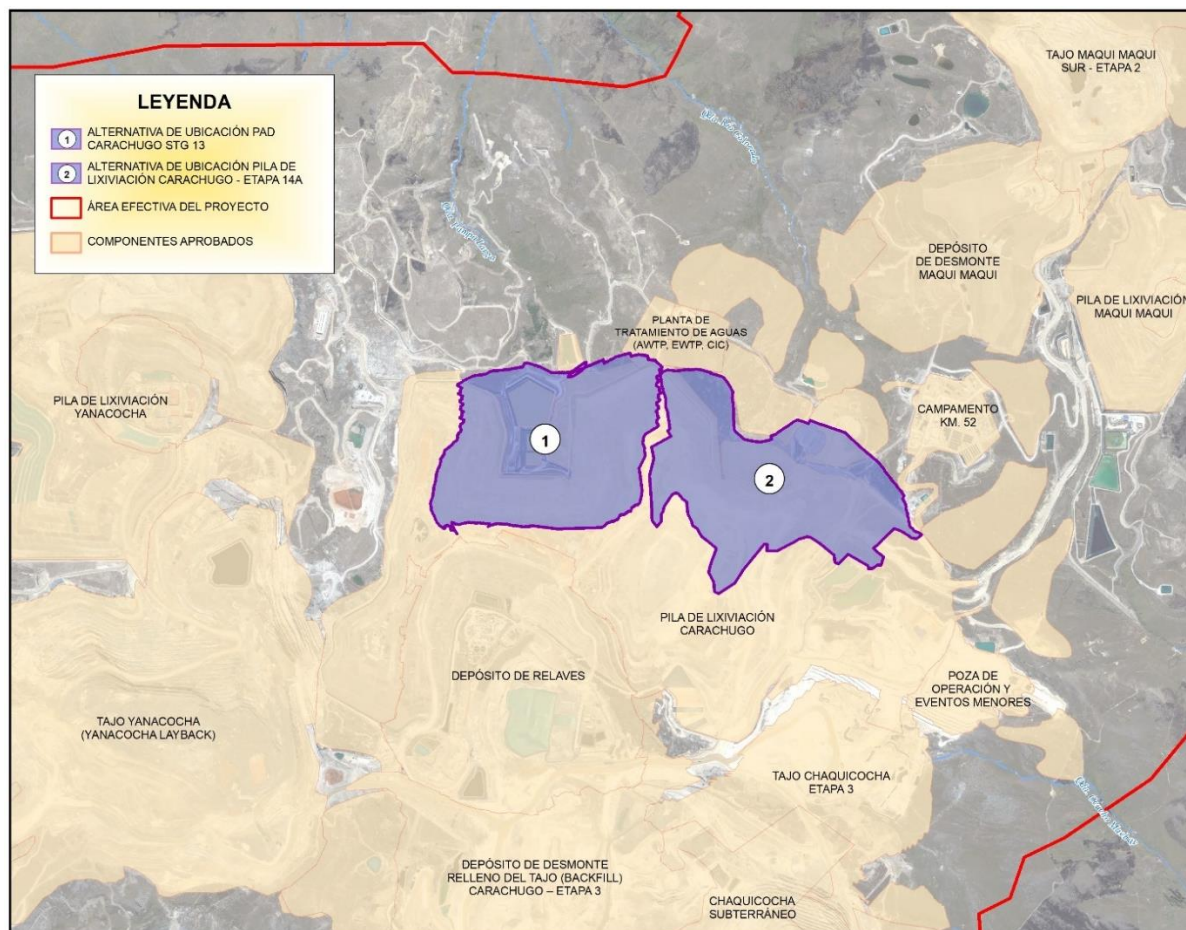 LEYENDA
1
ALTERNATIVA DE UBICACIÓN PAD
CARACHUGO STG 13
2
ALTERNATIVA DE UBICACIÓN PILA DE
LIXIVIACIÓN CARACHUGO - ETAPA 14A
ÁREA EFECTIVA DEL PROYECTO
COMPONENTES APROBADOS
TAJO MAQUI MAQUI
SUR - ETAPA 2
DEPÓSITO
DE DESMONTE
MAQUI MAQUI
PILA DE LIXIVIACIÓN
MAQUI MAQUI
PLANTA DE
TRATAMIENTO DE AGUAS
(AWTP, EWTP, CIC)
PILA DE LIXIVIACIÓN
YANACOCHA
CAMPAMENTO
KM. 52
1
2
PILA DE LIXIVIACIÓN
CARACHUGO
DEPÓSITO DE RELAVES
POZA DE
OPERACIÓN Y
EVENTOS MENORES
TAJO YANACOCHA
(YANACOCHA LAYBACK)
TAJO CHAQUICOCHA
ETAPA 3
DEPÓSITO DE DESMONTE
RELLENO DEL TAJO (BACKFILL)
CARACHUGO – ETAPA 3
CHAQUICOCHA
SUBTERRÁNEO